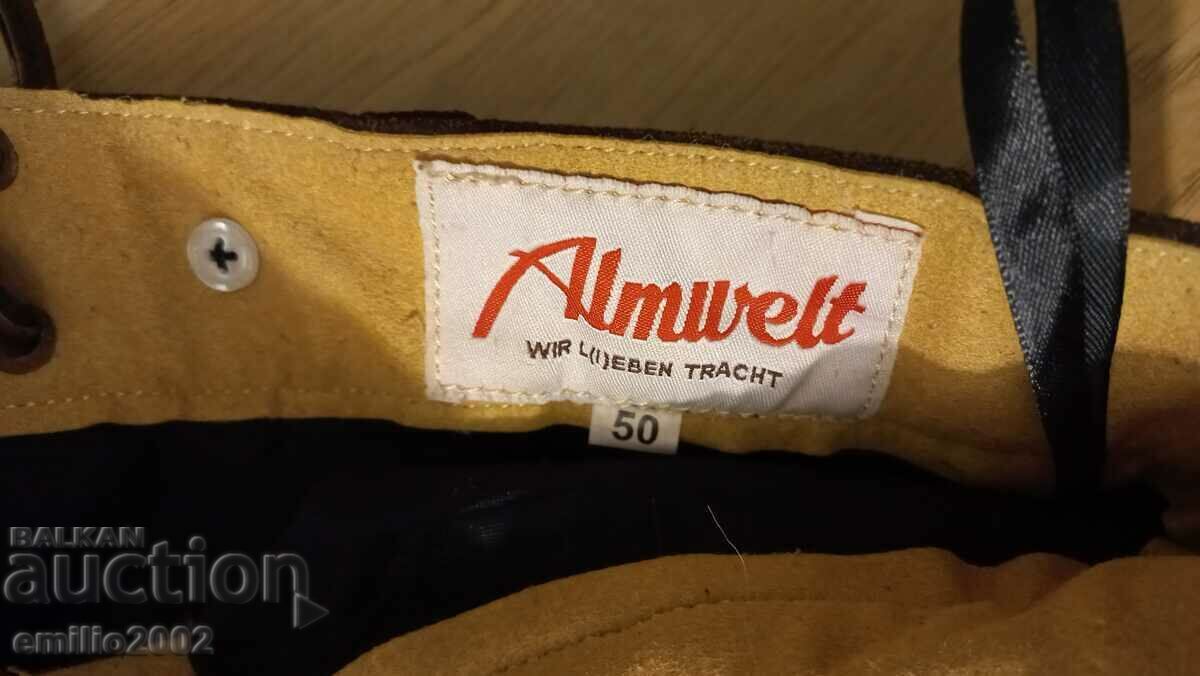 Almwelt
WIR L(I)EBEN TRACHT
50
BALKAN
auction
emilio2002